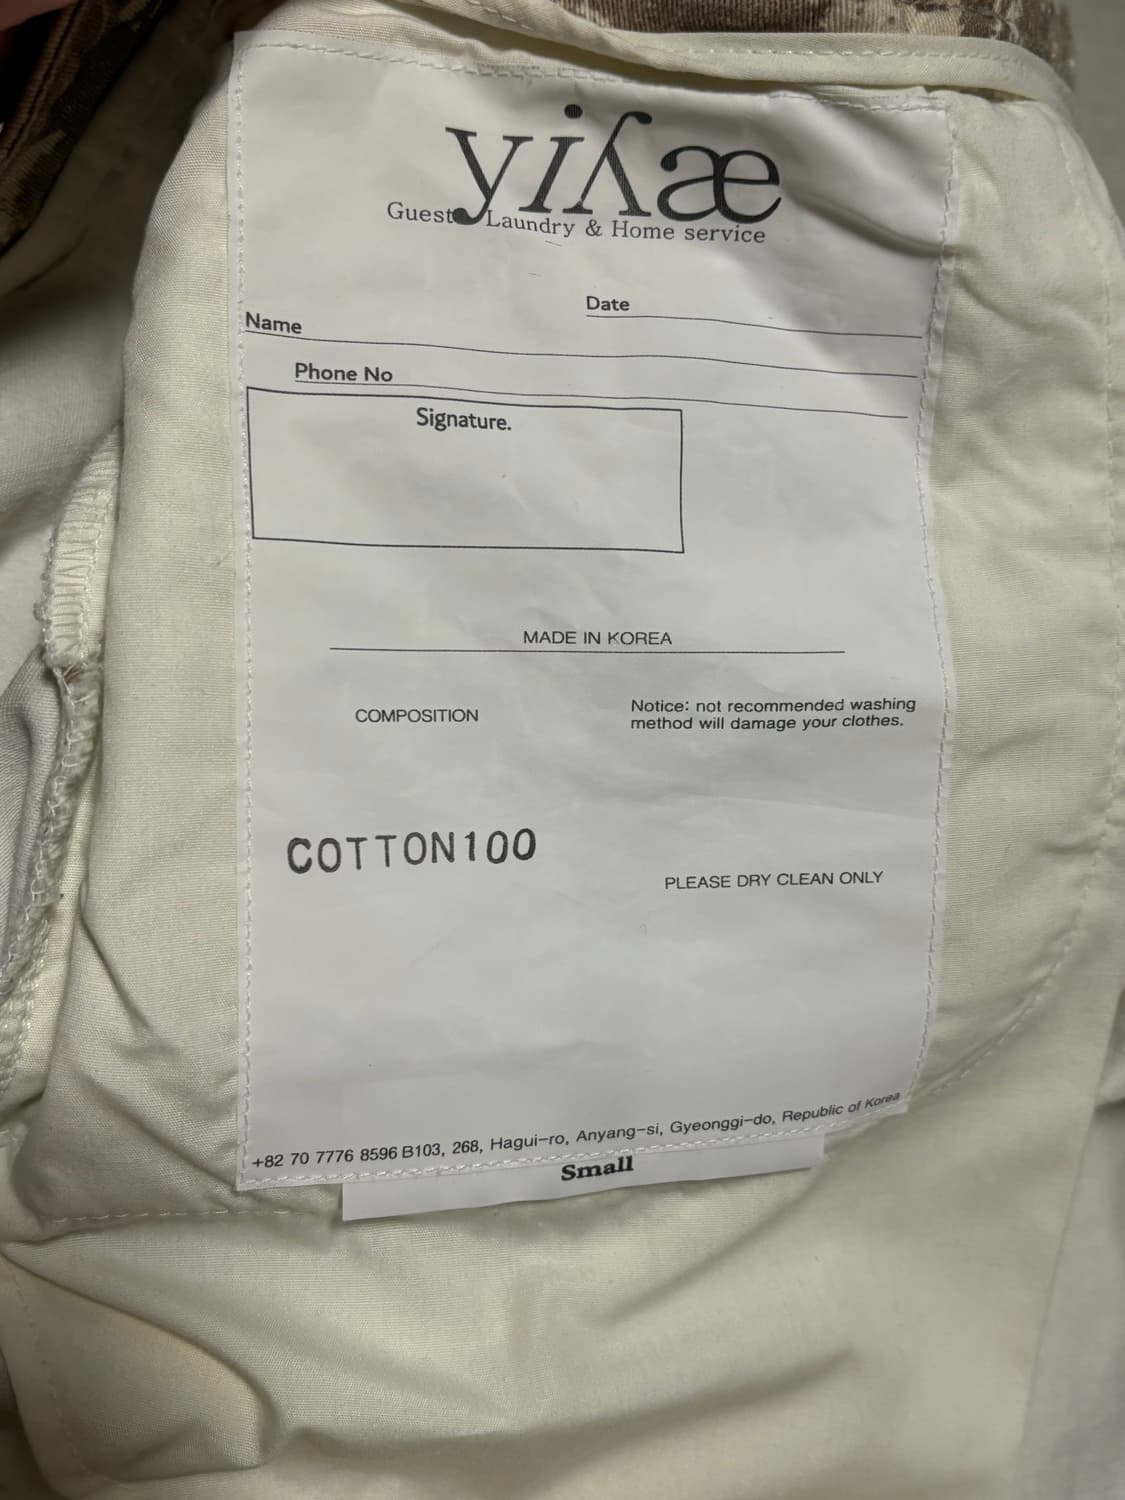 yiʎæ
Guest Laundry & Home service
Date
Name
Phone No
Signature.
MADE IN KOREA
COMPOSITION
Notice: not recommended washing
method will damage your clothes.
COTTON100
PLEASE DRY CLEAN ONLY
+82 70 7776 8596 B103, 268, Hagui-ro, Anyang-si, Gyeonggi-do, Republic of Korea
Small